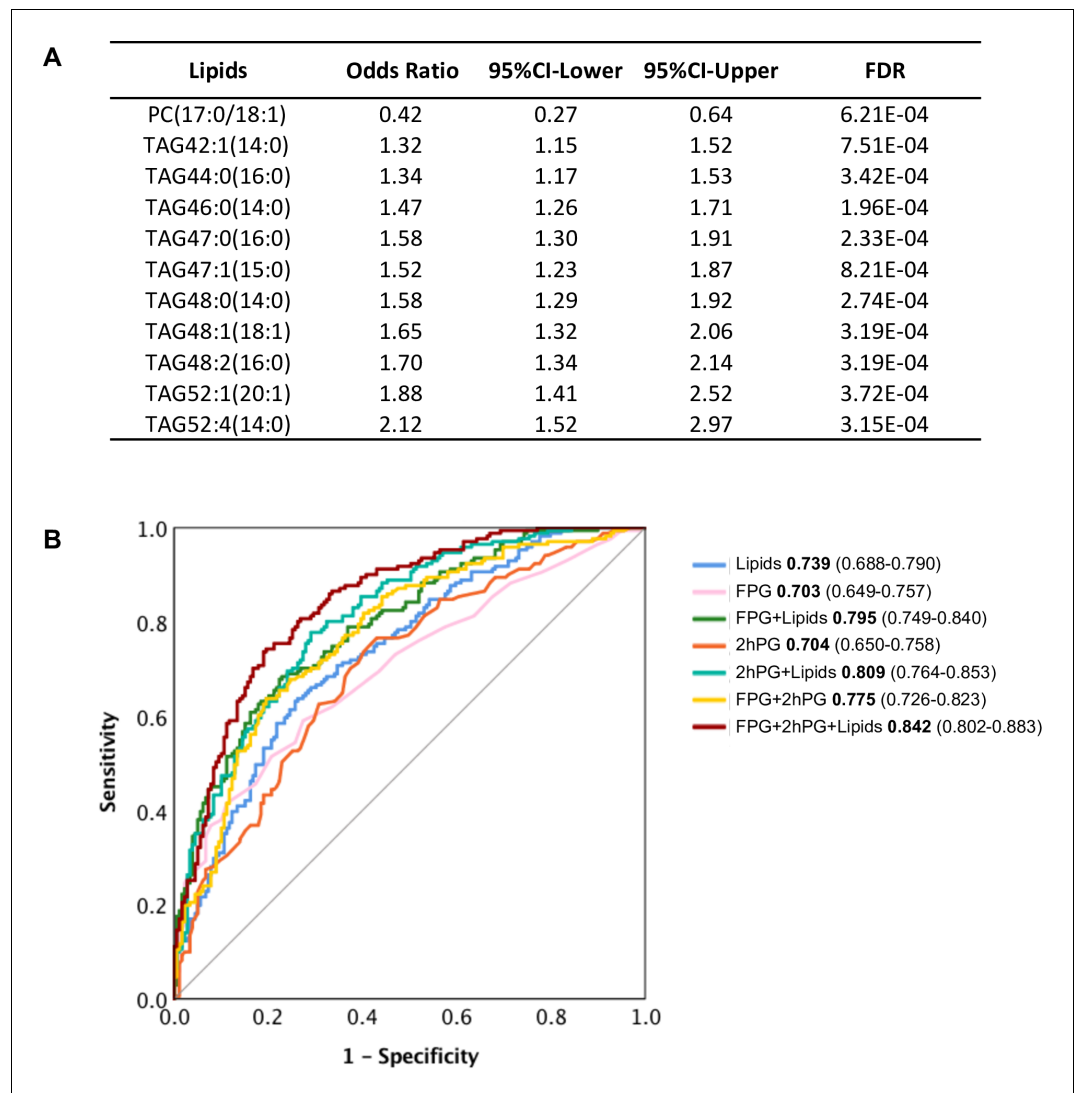 A
Lipids Odds Ratio 95%CI-Lower 95%CI-Upper FDR
PC(17:0/18:1) 0.42 0.27 0.64 6.21E-04
TAG42:1(14:0) 1.32 1.15 1.52 7.51E-04
TAG44:0(16:0) 1.34 1.17 1.53 3.42E-04
TAG46:0(14:0) 1.47 1.26 1.71 1.96E-04
TAG47:0(16:0) 1.58 1.30 1.91 2.33E-04
TAG47:1(15:0) 1.52 1.23 1.87 8.21E-04
TAG48:0(14:0) 1.58 1.29 1.92 2.74E-04
TAG48:1(18:1) 1.65 1.32 2.06 3.19E-04
TAG48:2(16:0) 1.70 1.34 2.14 3.19E-04
TAG52:1(20:1) 1.88 1.41 2.52 3.72E-04
TAG52:4(14:0) 2.12 1.52 2.97 3.15E-04
B
1.0
0.8
0.6
0.4
0.2
0.0
Sensitivity
0.0 0.2 0.4 0.6 0.8 1.0
1 – Specificity
Lipids 0.739 (0.688-0.790)
FPG 0.703 (0.649-0.757)
FPG+Lipids 0.795 (0.749-0.840)
2hPG 0.704 (0.650-0.758)
2hPG+Lipids 0.809 (0.764-0.853)
FPG+2hPG 0.775 (0.726-0.823)
FPG+2hPG+Lipids 0.842 (0.802-0.883)